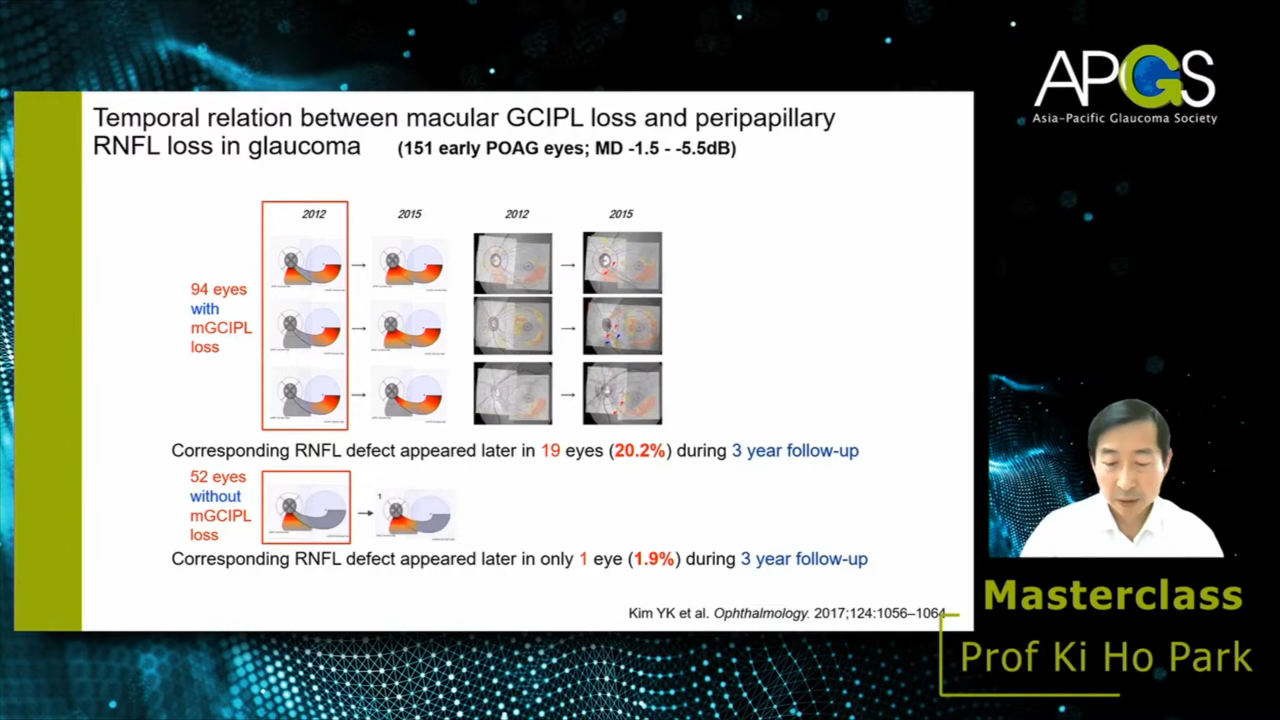 APGS
Asia-Pacific Glaucoma Society
Temporal relation between macular GCIPL loss and peripapillary
RNFL loss in glaucoma (151 early POAG eyes; MD -1.5 - -5.5dB)
2012 2015 2012 2015
94 eyes
with
mGCIPL
loss
Corresponding RNFL defect appeared later in 19 eyes (20.2%) during 3 year follow-up
52 eyes
without
mGCIPL
loss
1
Corresponding RNFL defect appeared later in only 1 eye (1.9%) during 3 year follow-up
Kim YK et al. Ophthalmology. 2017;124:1056–1064
Masterclass
Prof Ki Ho Park